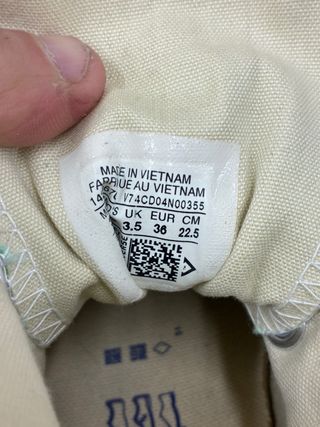 MADE IN VIETNAM
FABRIQUE AU VIETNAM
V74CD04N00355
UK EUR CM
3.5 36 22.5